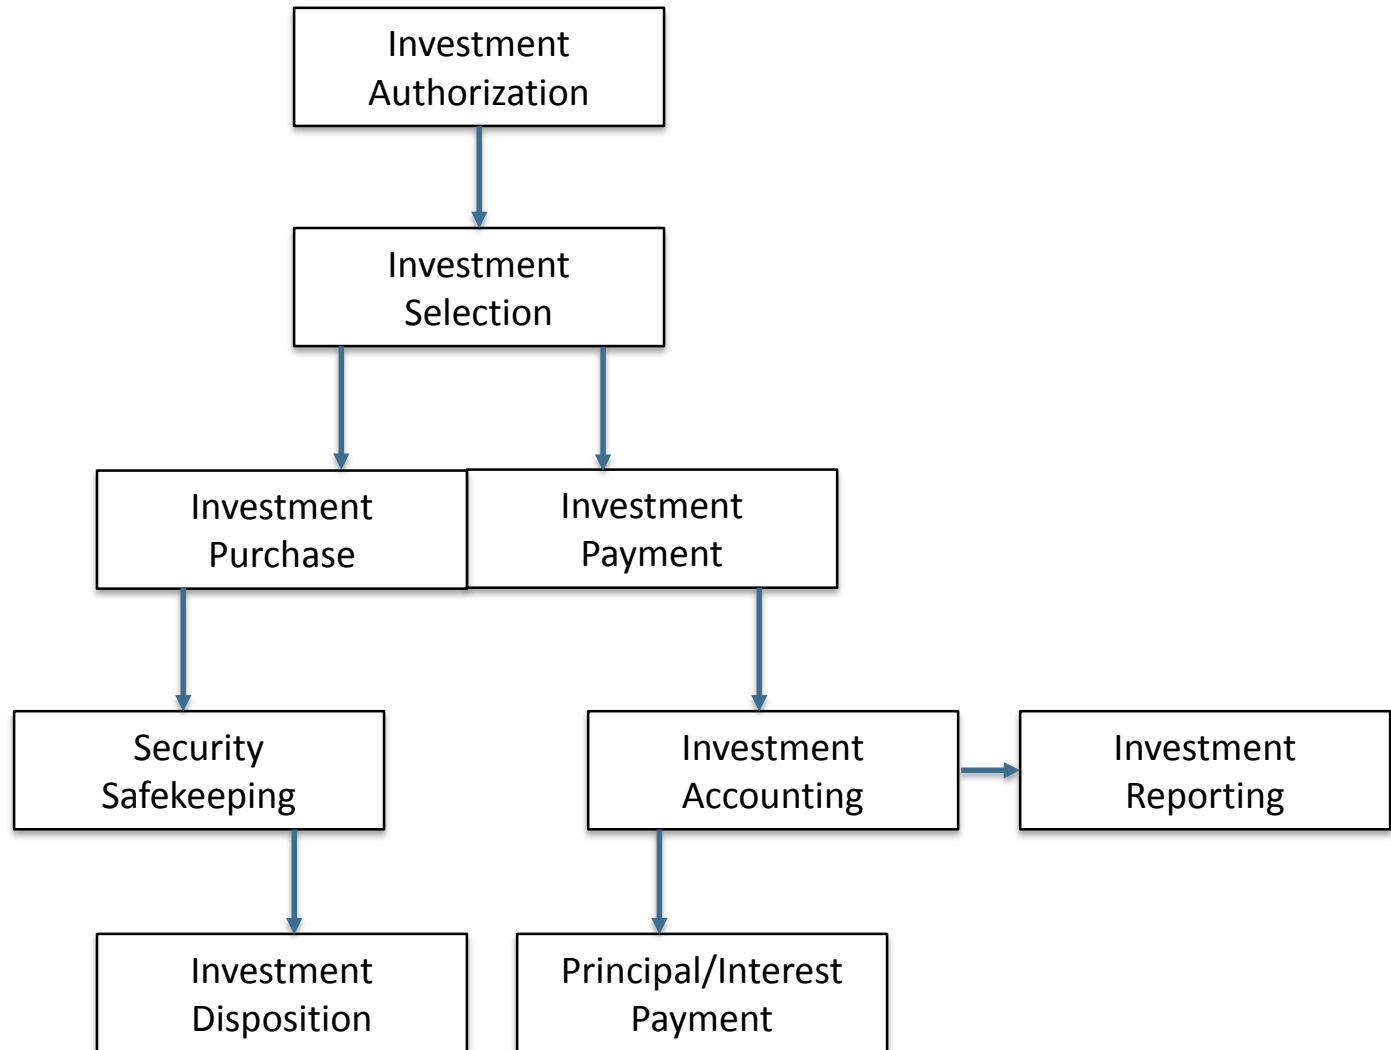 Investment
Authorization
Investment
Selection
Investment
Purchase
Investment
Payment
Security
Safekeeping
Investment
Accounting
Investment
Reporting
Investment
Disposition
Principal/Interest
Payment